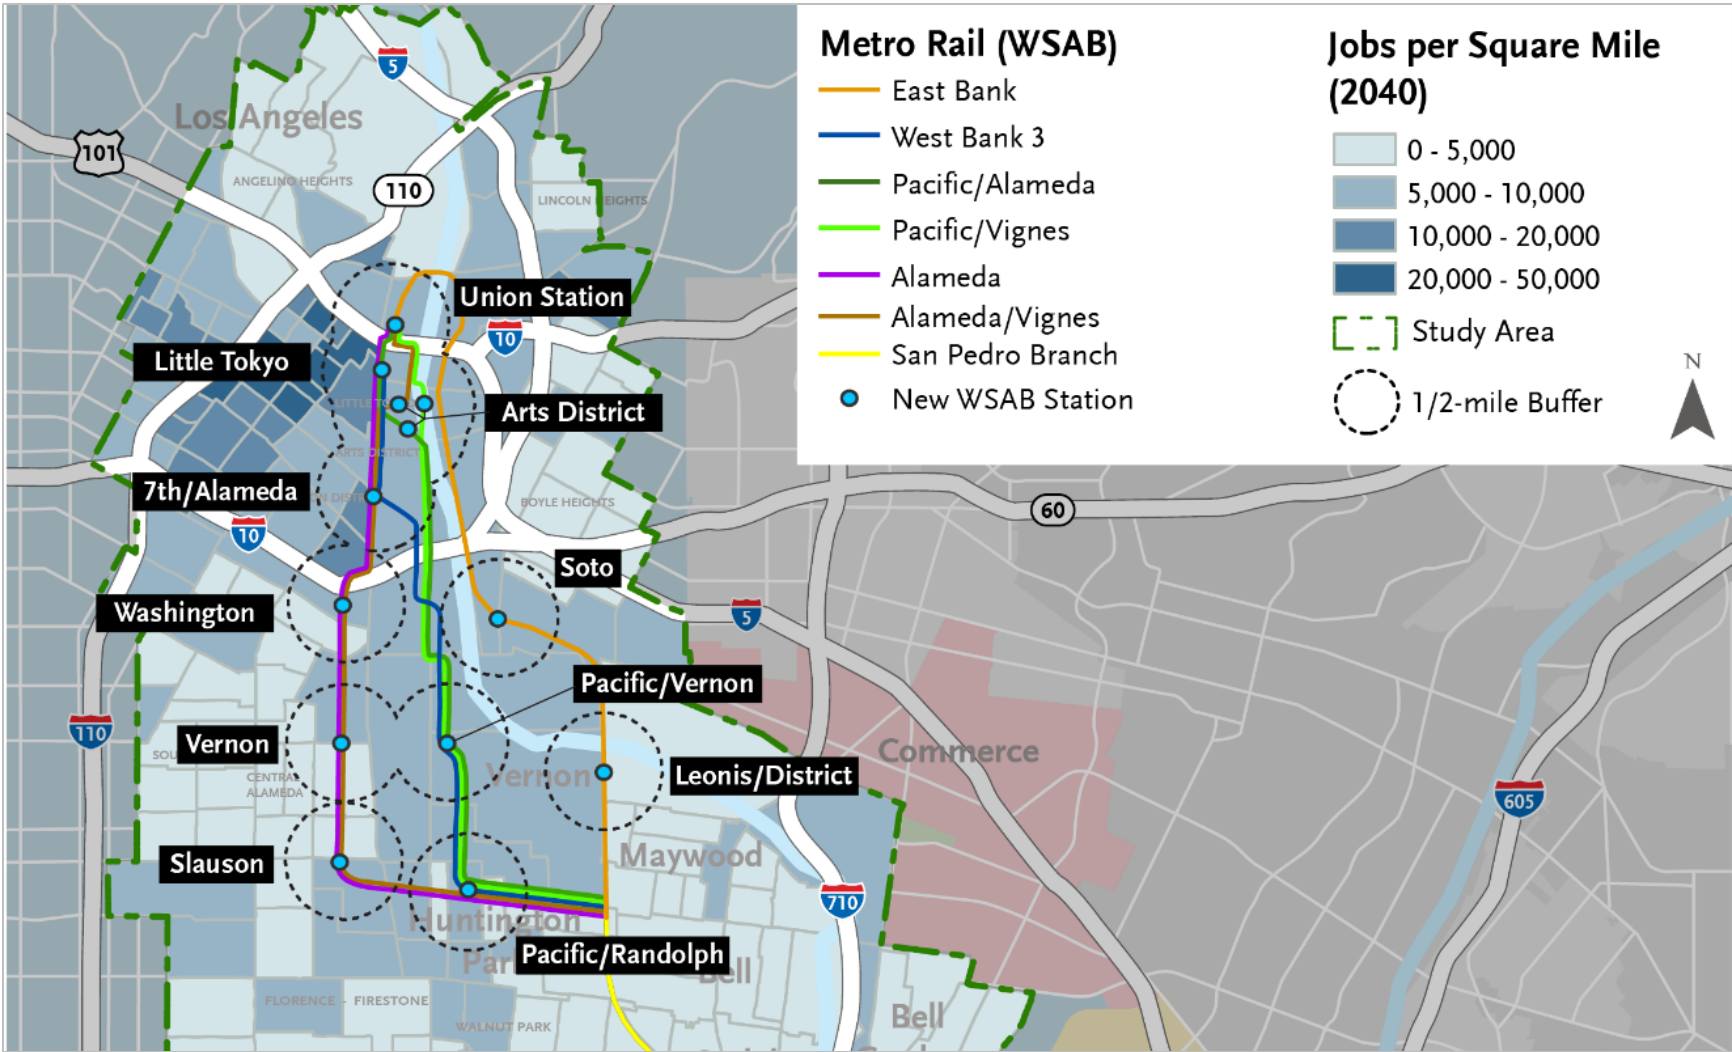 Metro Rail (WSAB)
East Bank
West Bank 3
Pacific/Alameda
Pacific/Vignes
Alameda
Alameda/Vignes
San Pedro Branch
New WSAB Station
Jobs per Square Mile
(2040)
0 - 5,000
5,000 - 10,000
10,000 - 20,000
20,000 - 50,000
Study Area
1/2-mile Buffer
N
5
Los Angeles
101
ANGELINO HEIGHTS
110
LINCOLN HEIGHTS
Union Station
10
Little Tokyo
Arts District
ARTS DISTRICT
7th/Alameda
BOYLE HEIGHTS
60
10
Soto
Washington
5
Pacific/Vernon
110
Vernon
Commerce
Vernon
Leonis/District
CENTRAL
ALAMEDA
605
Slauson
Maywood
710
Huntington
Pacific/Randolph
Bell
FLORENCE - FIRESTONE
WALNUT PARK
Bell